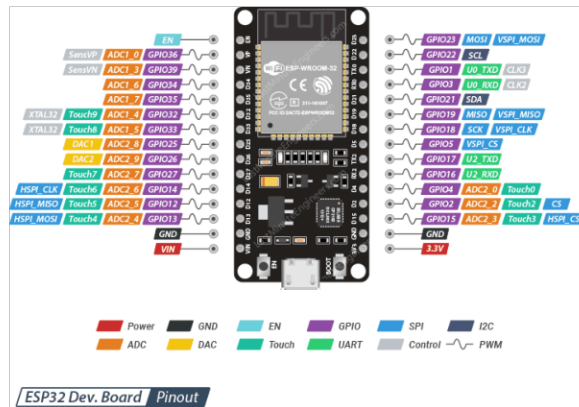 EN
SensVP ADC1_0 GPIO36
SensVN ADC1_3 GPIO39
ADC1_6 GPIO34
ADC1_7 GPIO35
XTAL32 Touch9 ADC1_4 GPIO32
XTAL32 Touch8 ADC1_5 GPIO33
DAC1 ADC2_8 GPIO25
DAC2 ADC2_9 GPIO26
Touch7 ADC2_7 GPIO27
HSPI_CLK Touch6 ADC2_6 GPIO14
HSPI_MISO Touch5 ADC2_5 GPIO12
HSPI_MOSI Touch4 ADC2_4 GPIO13
GND
VIN
ESP-WROOM-32
EN
BOOT
GPIO23 MOSI VSPI_MOSI
GPIO22 SCL
GPIO1 U0_TXD CLK3
GPIO3 U0_RXD CLK2
GPIO21 SDA
GPIO19 MISO VSPI_MISO
GPIO18 SCK VSPI_CLK
GPIO5 VSPI_CS
GPIO17 U2_TXD
GPIO16 U2_RXD
GPIO4 ADC2_0 Touch0
GPIO2 ADC2_2 Touch2 CS
GPIO15 ADC2_3 Touch3 HSPI_CS
GND
3.3V
Power GND EN GPIO SPI I2C
ADC DAC Touch UART Control PWM
ESP32 Dev. Board Pinout